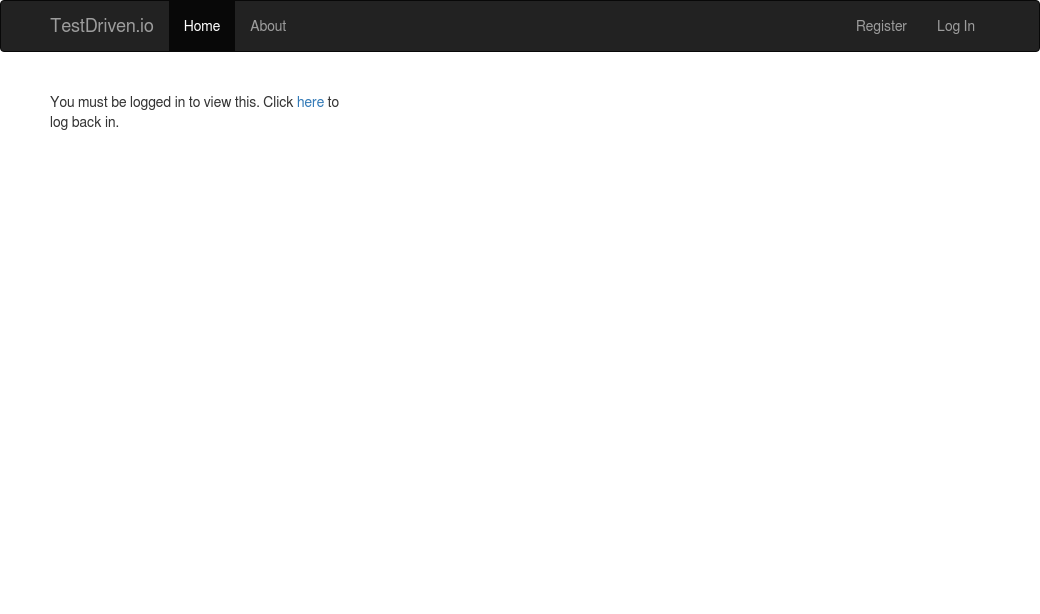 TestDriven.io Home About Register Log In
You must be logged in to view this. Click here to
log back in.